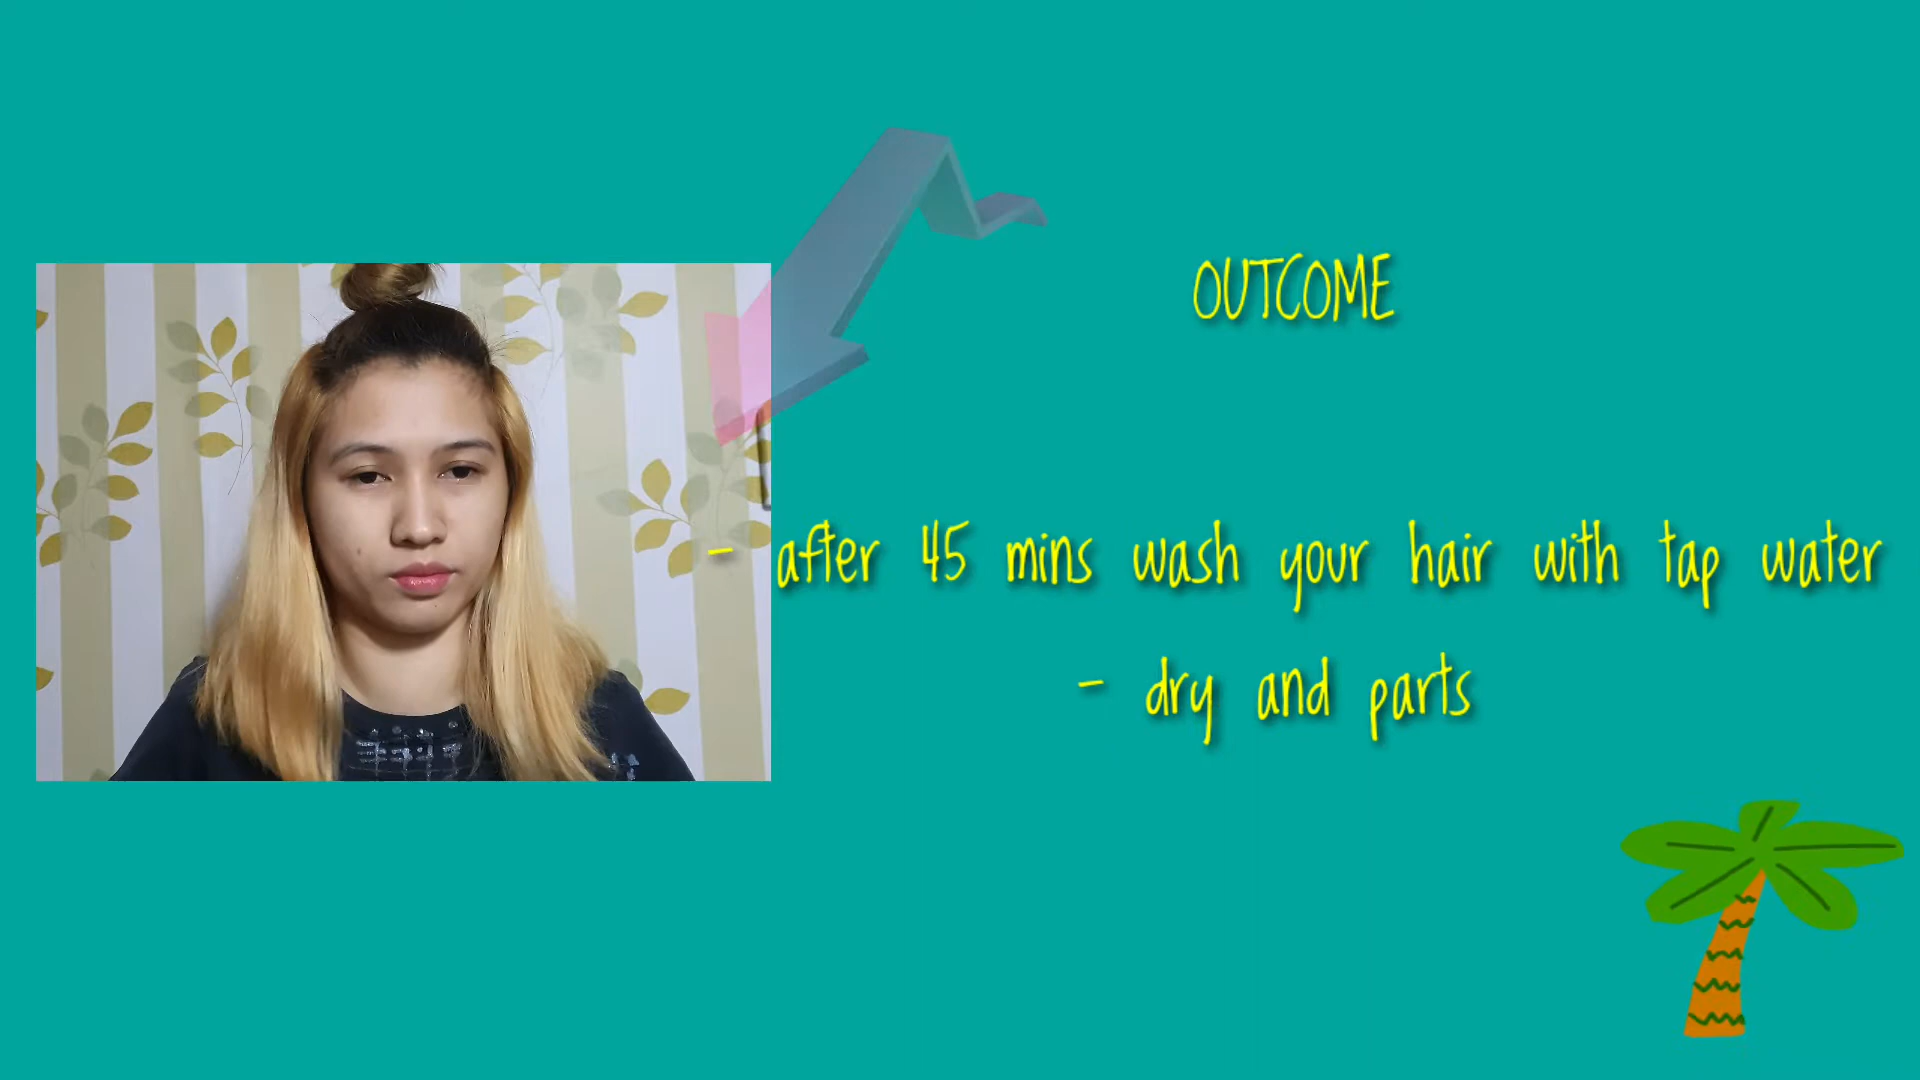 OUTCOME
- after 45 mins wash your hair with tap water
- dry and parts